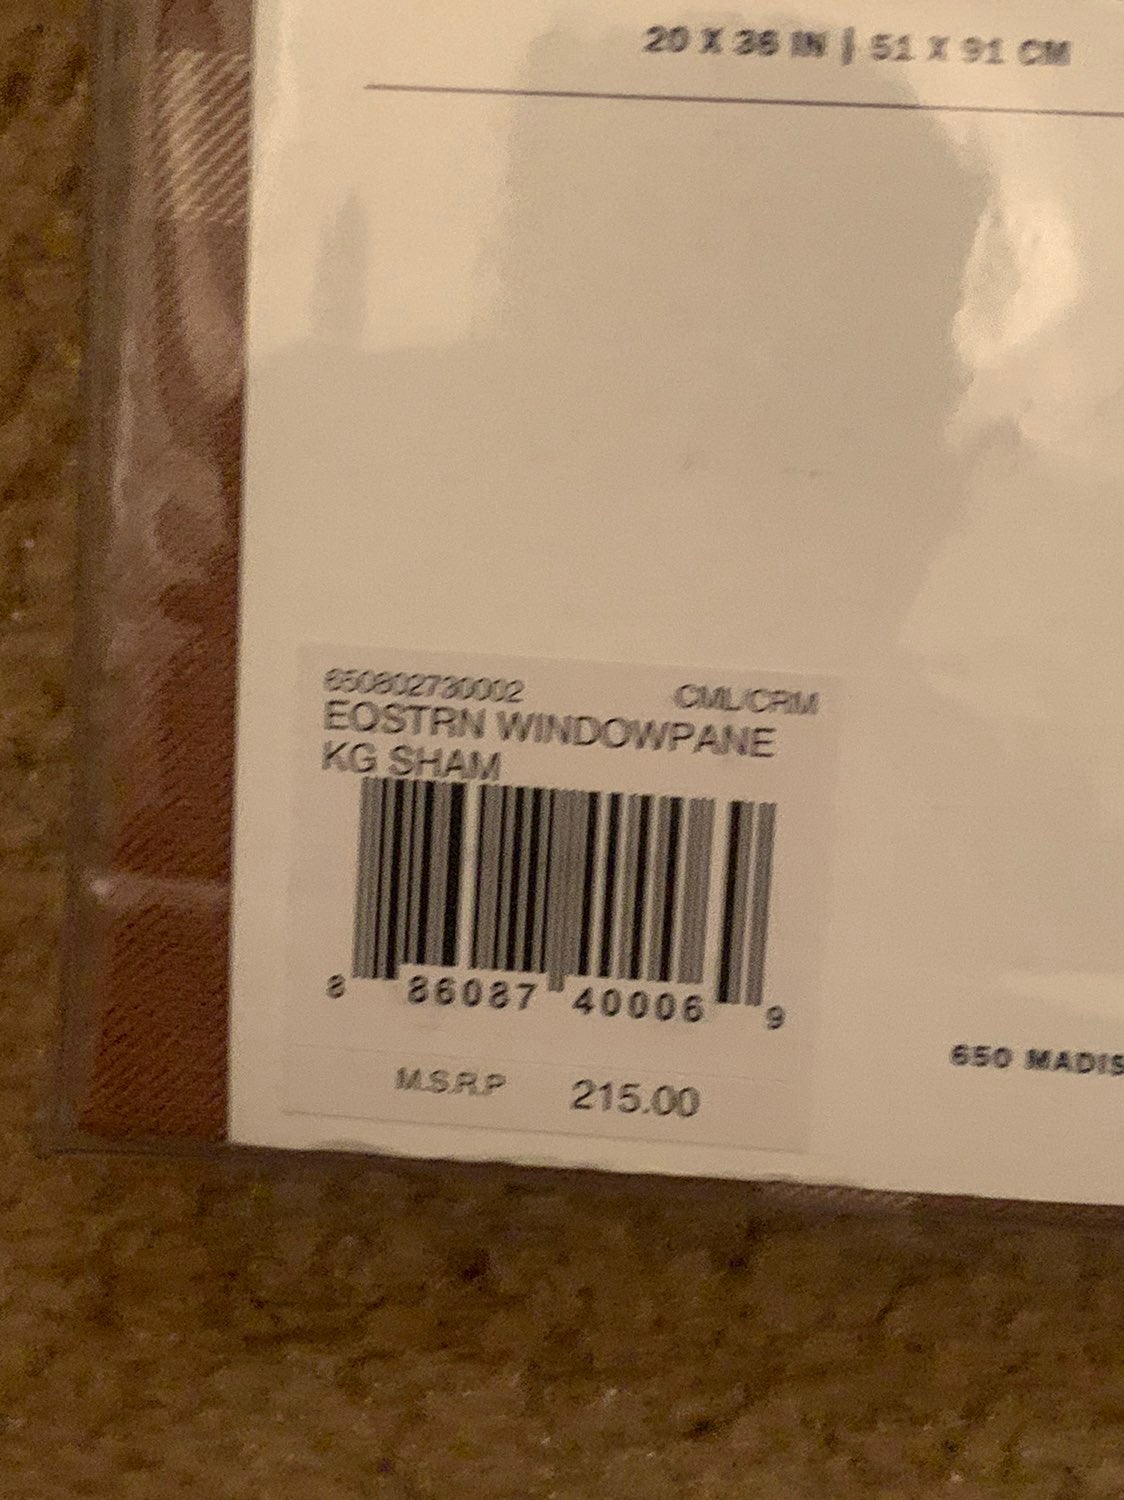 20 X 36 IN | 51 X 91 CM
650802730002 CML/CRM
EOSTRN WINDOWPANE
KG SHAM
8 86087 40006 9
M.S.R.P 215.00
650 MADIS